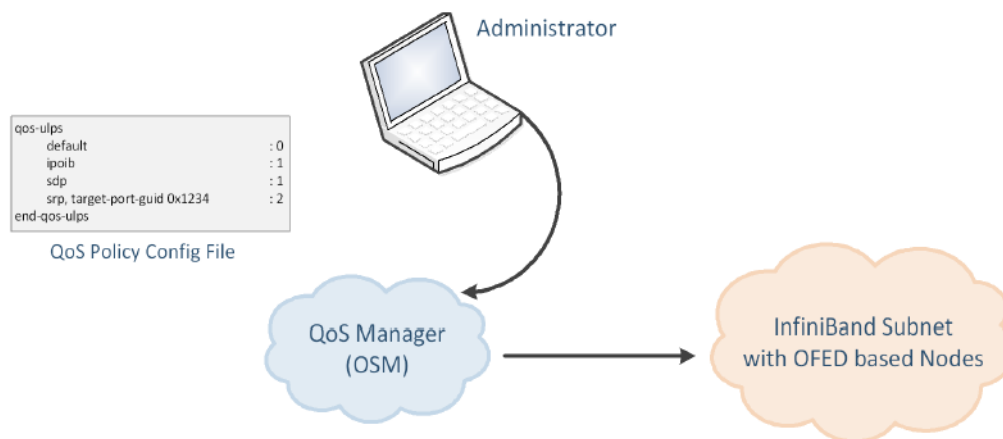 Administrator
qos-ulps
default : 0
ipoib : 1
sdp : 1
srp, target-port-guid 0x1234 : 2
end-qos-ulps
QoS Policy Config File
QoS Manager
(OSM)
InfiniBand Subnet
with OFED based Nodes